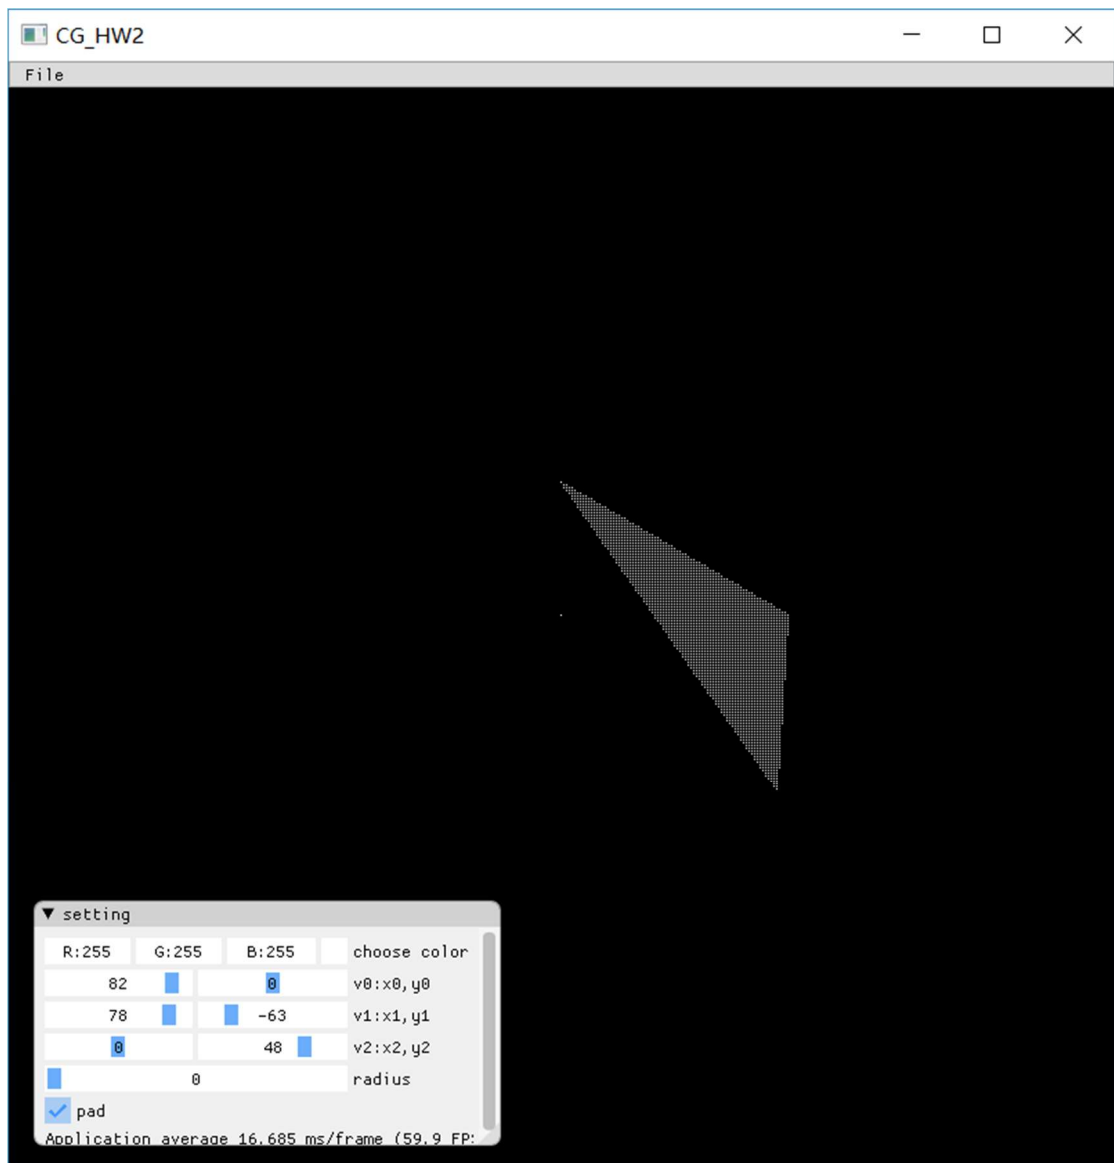 CG_HW2
File
setting
R:255 G:255 B:255 choose color
82 0 v0:x0,y0
78 -63 v1:x1,y1
0 48 v2:x2,y2
0 radius
pad
Application average 16.685 ms/frame (59.9 FP